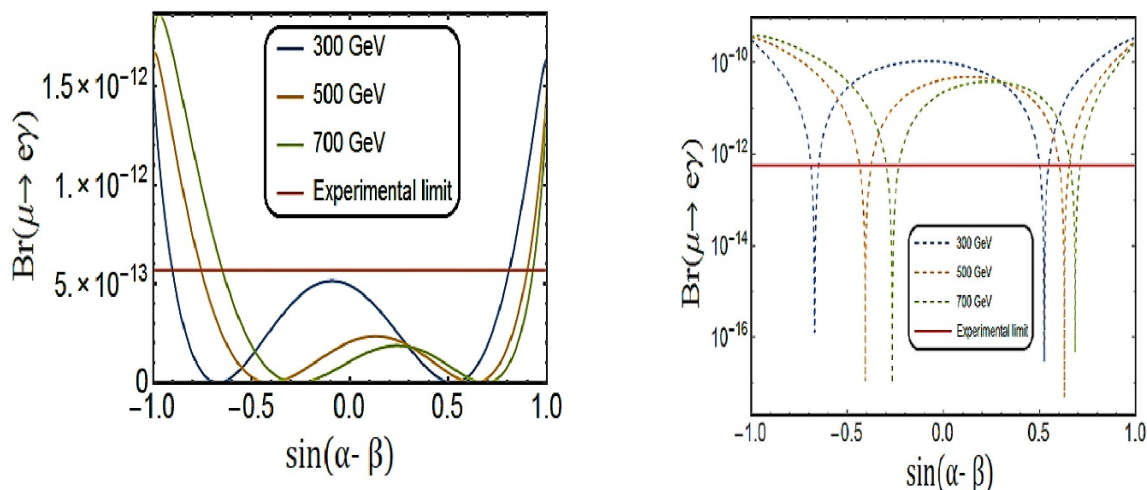 Br(μ→ eγ)
1.5×10⁻¹²
1.×10⁻¹²
5.×10⁻¹³
0
300 GeV
500 GeV
700 GeV
Experimental limit
-1.0 -0.5 0.0 0.5 1.0
sin(α- β)
Br(μ→ eγ)
10⁻¹⁰
10⁻¹²
10⁻¹⁴
10⁻¹⁶
300 GeV
500 GeV
700 GeV
Experimental limit
-1.0 -0.5 0.0 0.5 1.0
sin(α- β)